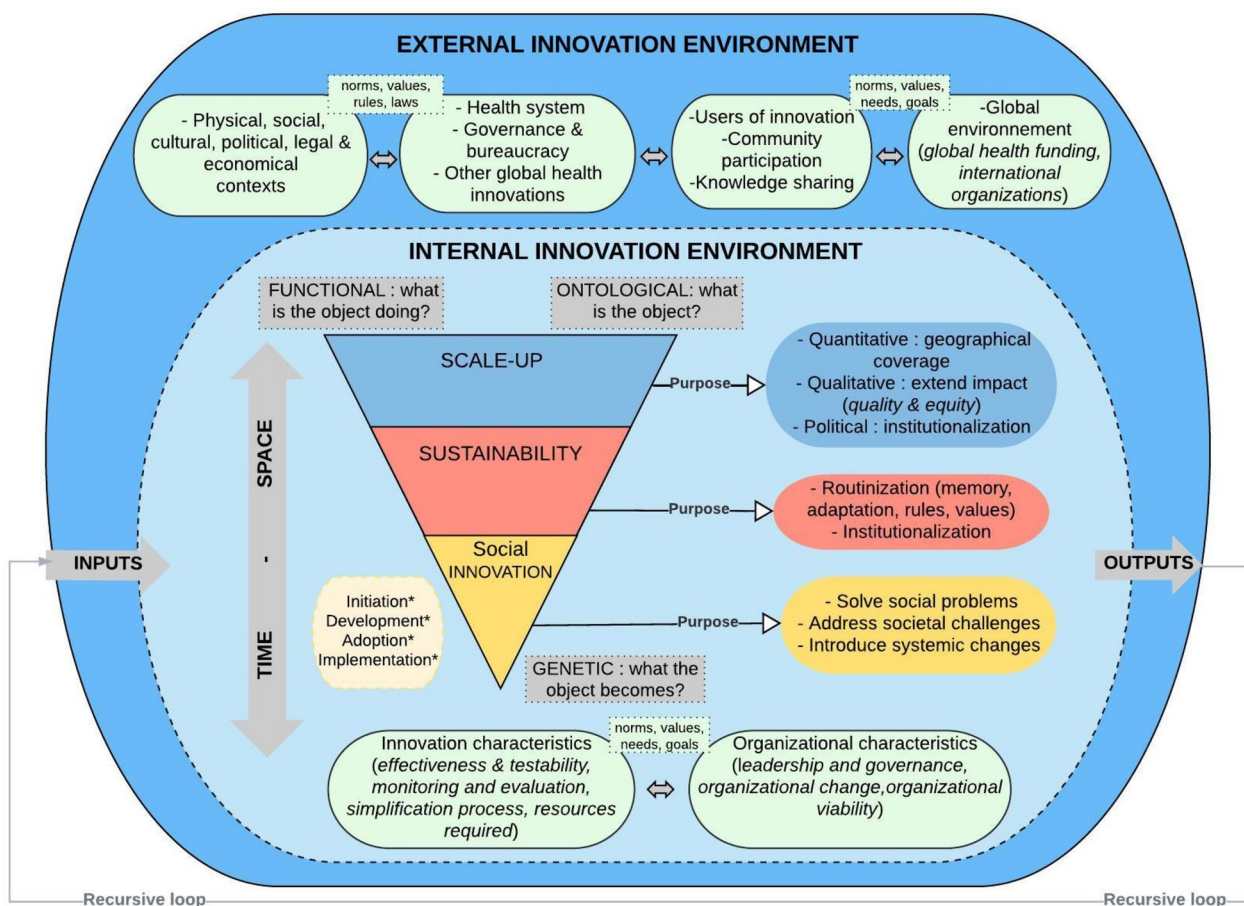 EXTERNAL INNOVATION ENVIRONMENT
norms, values,
rules, laws
norms, values,
needs, goals
- Physical, social,
cultural, political, legal &
economical
contexts
- Health system
- Governance &
bureaucracy
- Other global health
innovations
-Users of innovation
-Community
participation
-Knowledge sharing
-Global
environnement
(global health funding,
international
organizations)
INTERNAL INNOVATION ENVIRONMENT
FUNCTIONAL : what
is the object doing?
ONTOLOGICAL: what
is the object?
SCALE-UP
Purpose
- Quantitative : geographical
coverage
- Qualitative : extend impact
(quality & equity)
- Political : institutionalization
SUSTAINABILITY
Purpose
- Routinization (memory,
adaptation, rules, values)
- Institutionalization
Social
INNOVATION
Purpose
- Solve social problems
- Address societal challenges
- Introduce systemic changes
TIME - SPACE
INPUTS
OUTPUTS
Initiation*
Development*
Adoption*
Implementation*
GENETIC : what the
object becomes?
norms, values,
needs, goals
Innovation characteristics
(effectiveness & testability,
monitoring and evaluation,
simplification process, resources
required)
Organizational characteristics
(leadership and governance,
organizational change,organizational
viability)
Recursive loop
Recursive loop